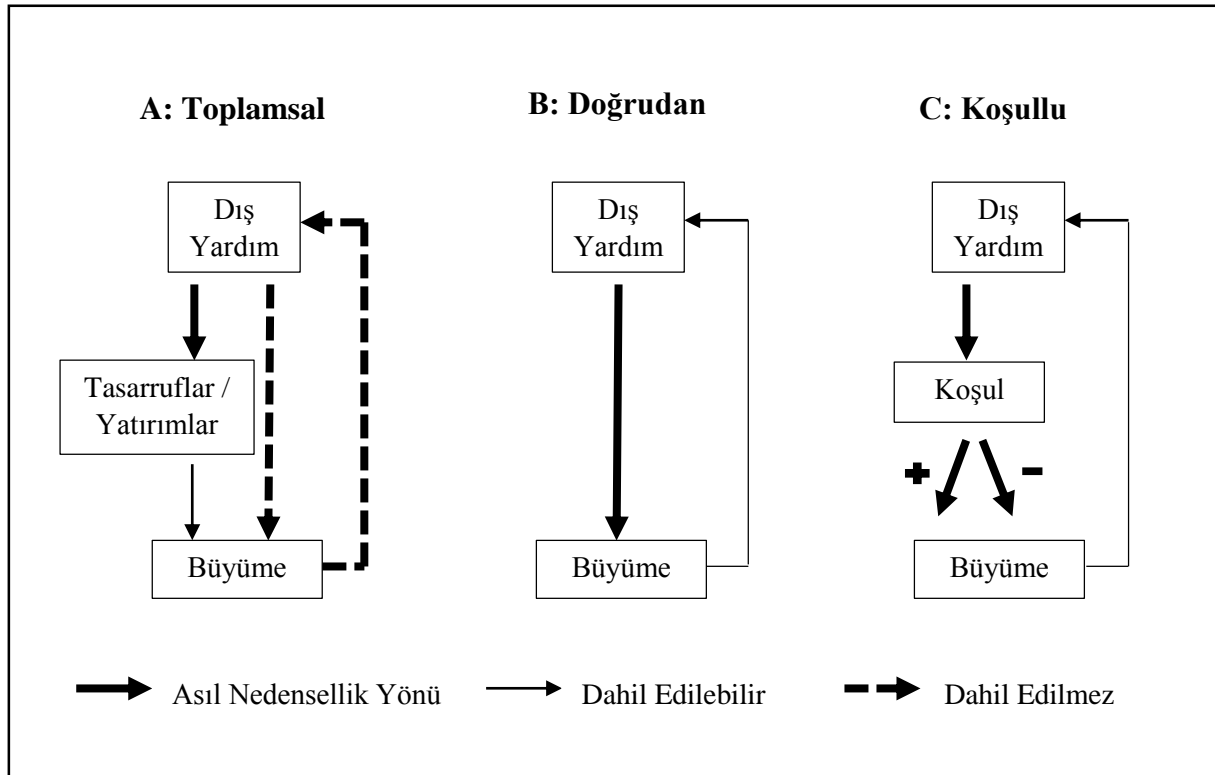 A: Toplamsal
Dış
Yardım
Tasarruflar /
Yatırımlar
Büyüme
B: Doğrudan
Dış
Yardım
Büyüme
C: Koşullu
Dış
Yardım
Koşul
+
-
Büyüme
Asıl Nedensellik Yönü
Dahil Edilebilir
Dahil Edilmez